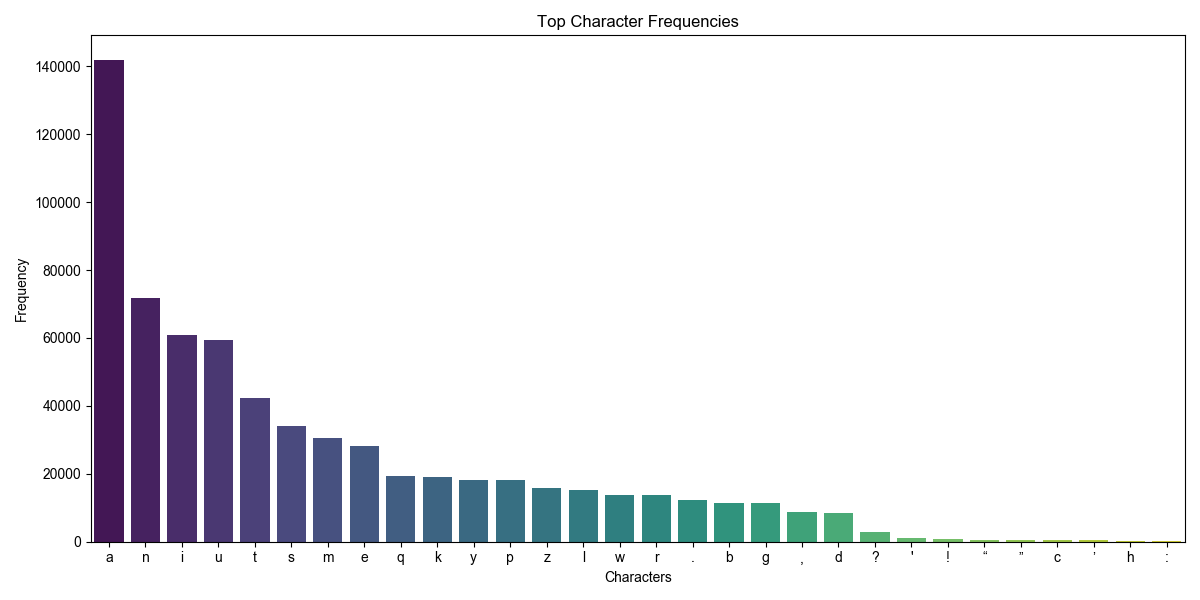 Top Character Frequencies
140000
120000
100000
80000
60000
40000
20000
0
Frequency
a n i u t s m e q k y p z l w r . b g , d ? ' ! “ ” c ’ h :
Characters